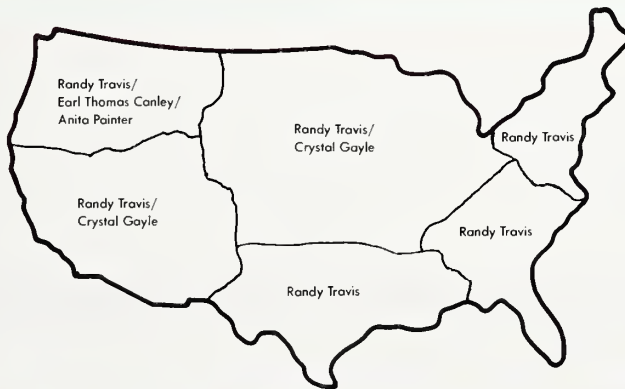 Randy Travis/
Earl Thomas Canley/
Anita Painter
Randy Travis/
Crystal Gayle
Randy Travis
Randy Travis/
Crystal Gayle
Randy Travis
Randy Travis